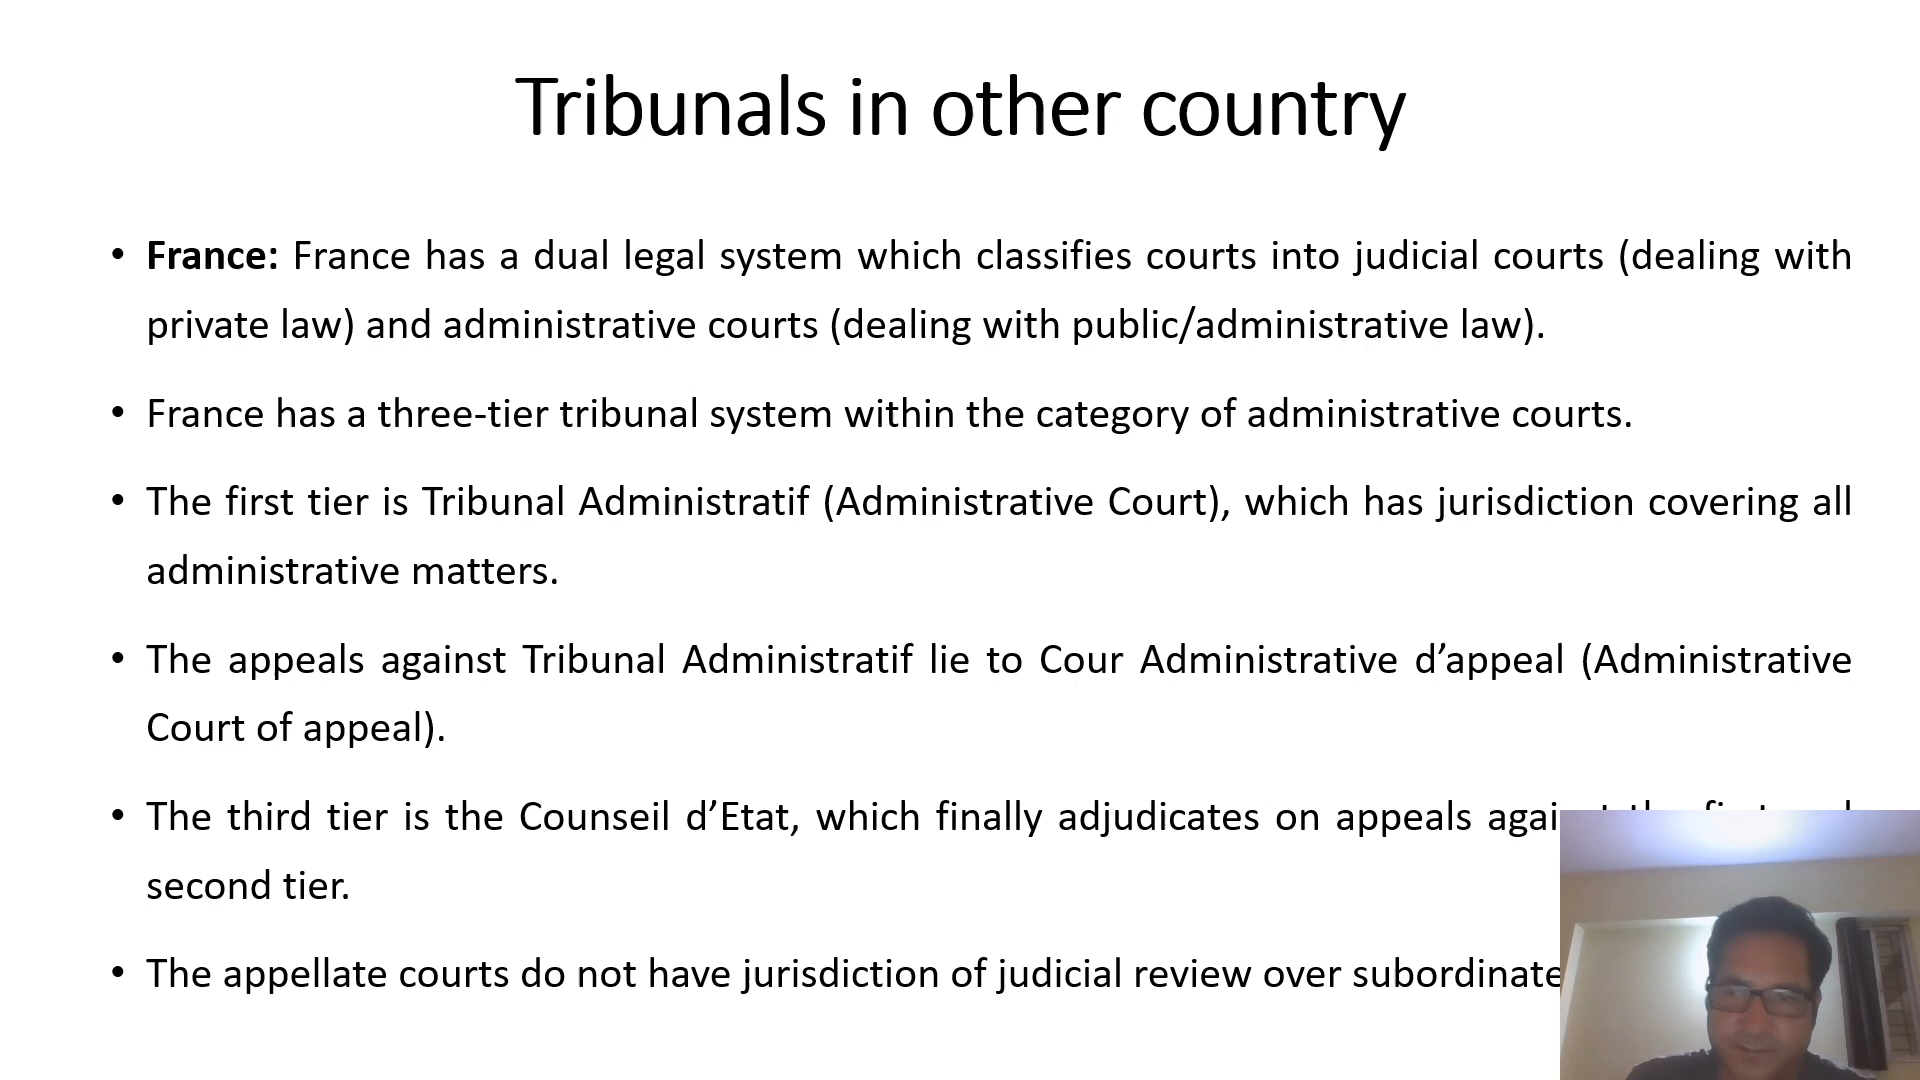 Tribunals in other country
• France: France has a dual legal system which classifies courts into judicial courts (dealing with
private law) and administrative courts (dealing with public/administrative law).
• France has a three-tier tribunal system within the category of administrative courts.
• The first tier is Tribunal Administratif (Administrative Court), which has jurisdiction covering all
administrative matters.
• The appeals against Tribunal Administratif lie to Cour Administrative d’appeal (Administrative
Court of appeal).
• The third tier is the Counseil d’Etat, which finally adjudicates on appeals
second tier.
• The appellate courts do not have jurisdiction of judicial review over subordinate